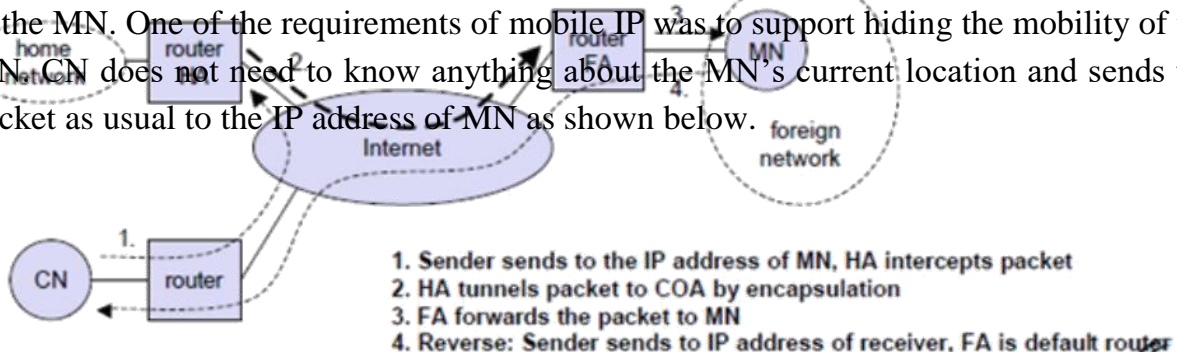 the MN. One of the requirements of mobile IP was to support hiding the mobility of
CN does not need to know anything about the MN's current location and sends
cket as usual to the IP address of MN as shown below.
home
network
router
HA
2.
router
FA
3.
MN
4.
foreign
network
Internet
1.
CN
router
1. Sender sends to the IP address of MN, HA intercepts packet
2. HA tunnels packet to COA by encapsulation
3. FA forwards the packet to MN
4. Reverse: Sender sends to IP address of receiver, FA is default router